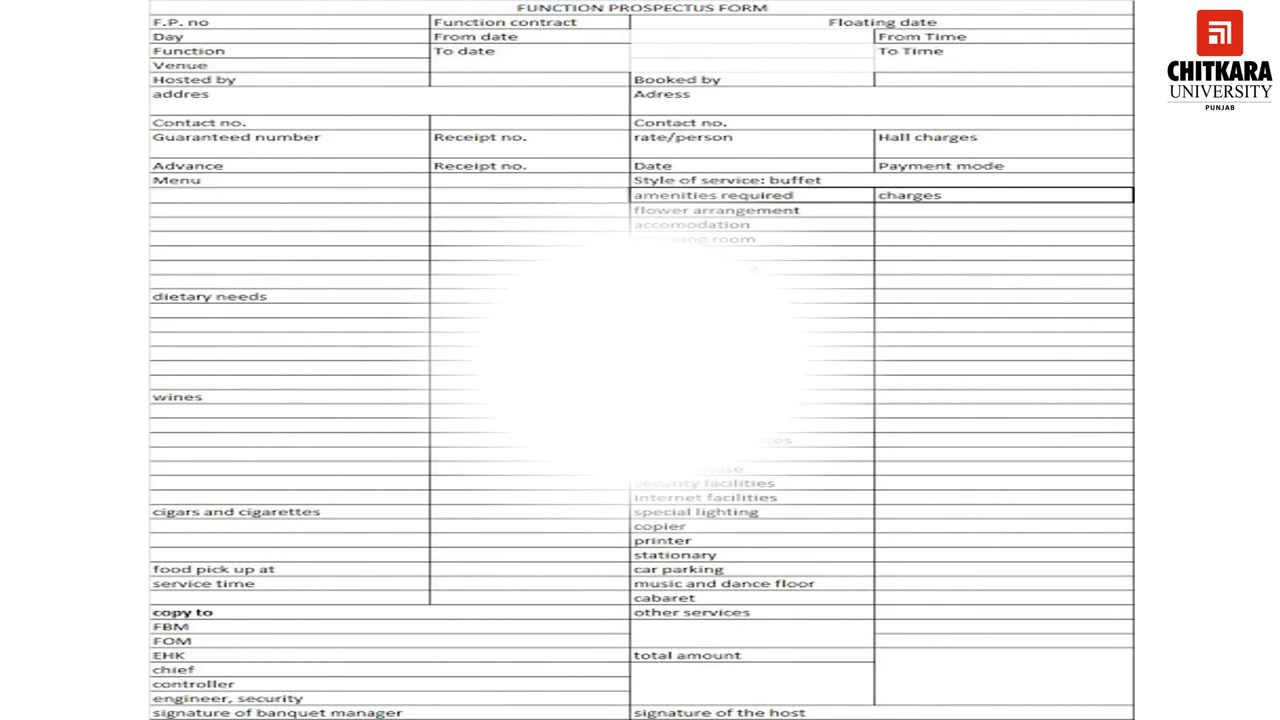 FUNCTION PROSPECTUS FORM
F.P. no Function contract Floating date
Day From date From Time
Function To date To Time
Venue
Hosted by Booked by
addres Adress
Contact no. Contact no.
Guaranteed number Receipt no. rate/person Hall charges
Advance Receipt no. Date Payment mode
Menu Style of service: buffet
amenities required charges
flower arrangement
accomodation
room
dietary needs
wines
security facilities
internet facilities
cigars and cigarettes special lighting
copier
printer
stationary
food pick up at car parking
service time music and dance floor
cabaret
copy to other services
FBM
FOM
EHK total amount
chief
controller
engineer, security
signature of banquet manager signature of the host
CHITKARA
UNIVERSITY
PUNJAB